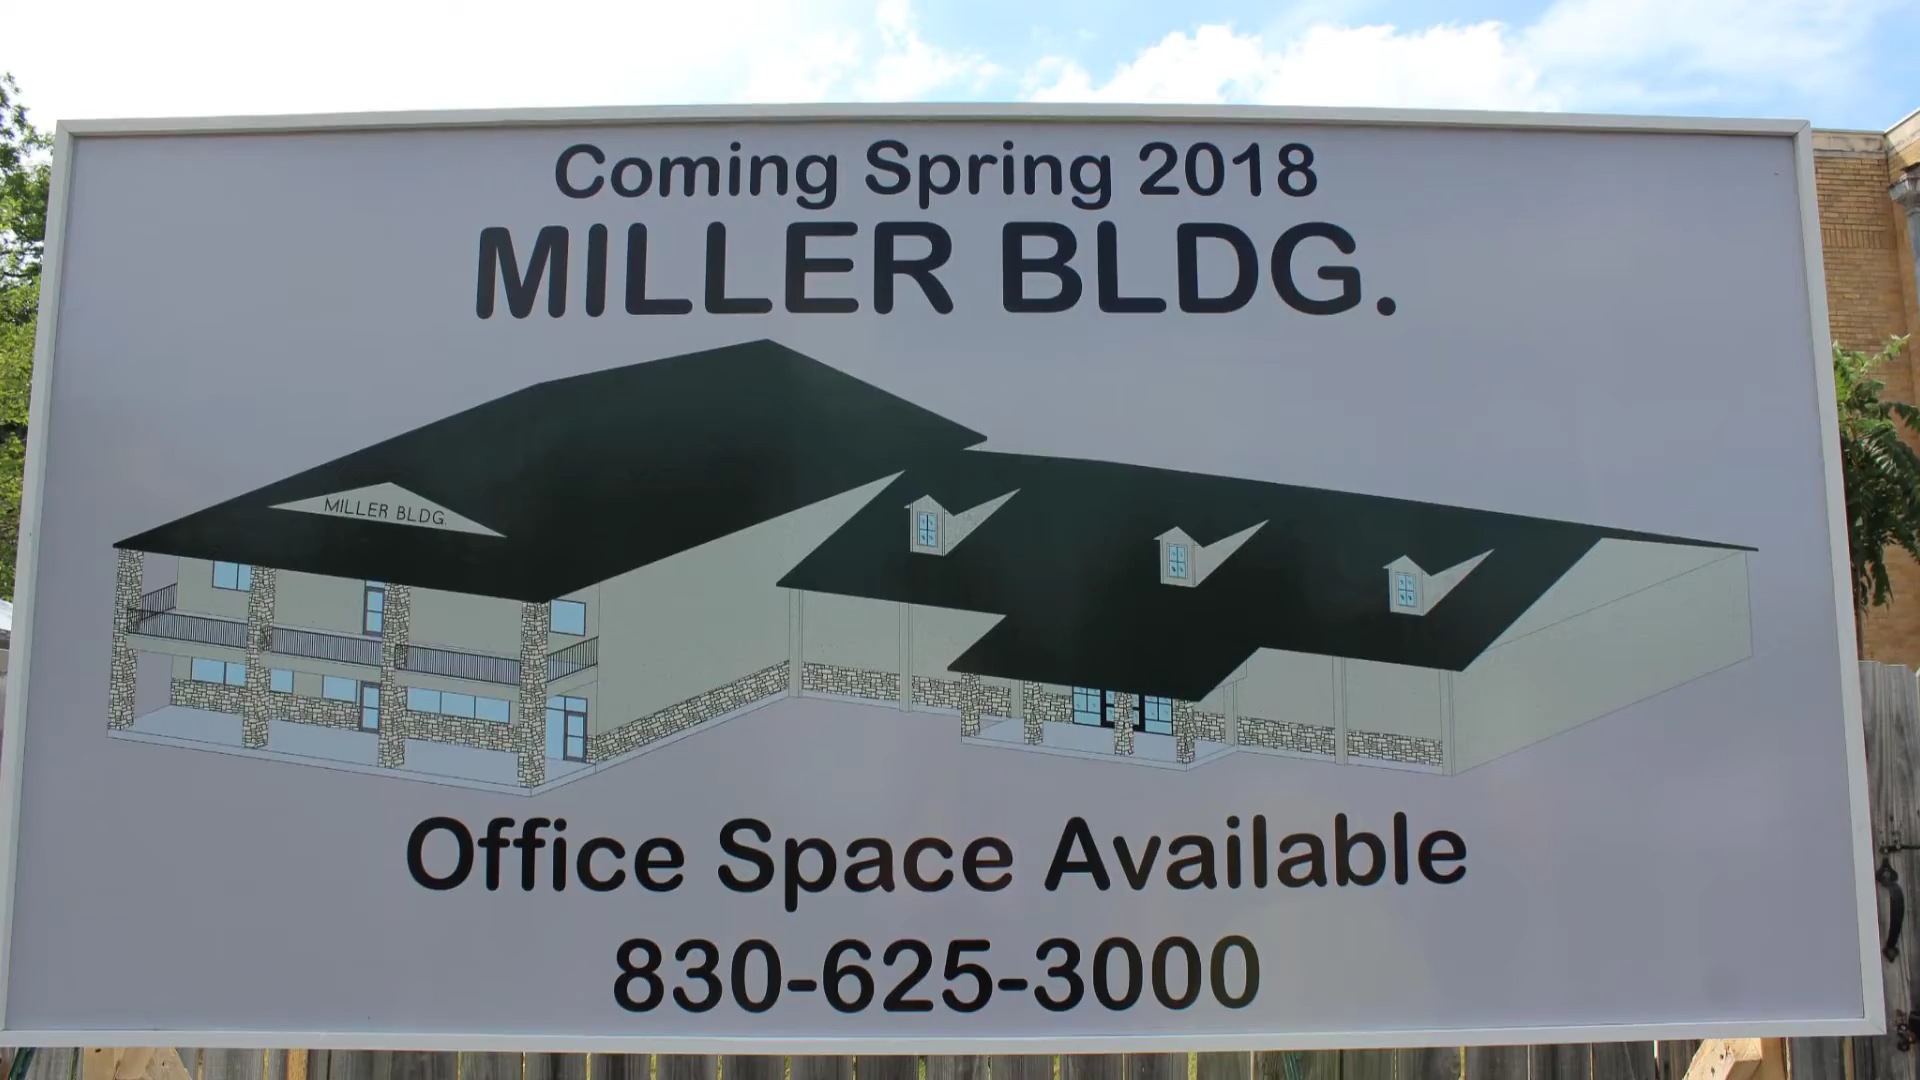 Coming Spring 2018
MILLER BLDG.
MILLER BLDG.
Office Space Available
830-625-3000